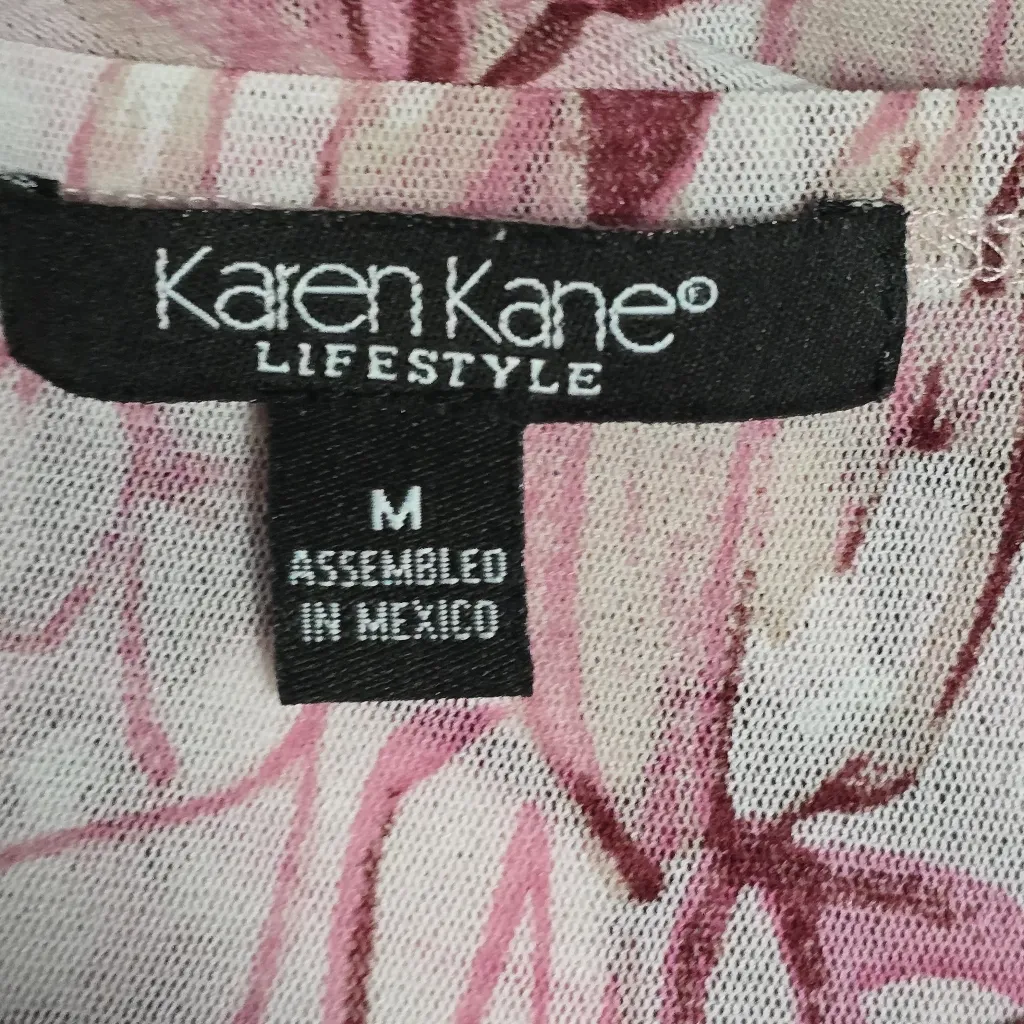 Karen Kane®
LIFESTYLE
M
ASSEMBLED
IN MEXICO